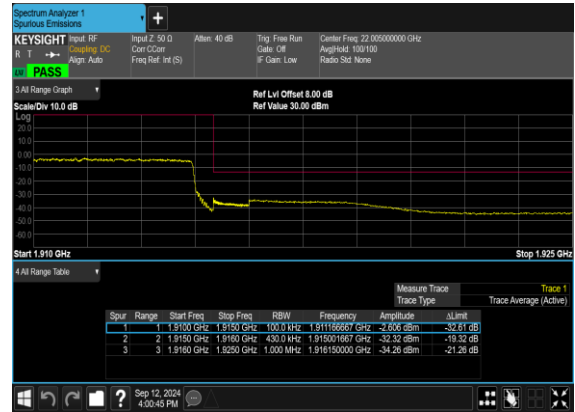 Spectrum Analyzer 1
Spurious Emissions
KEYSIGHT Input: RF Input Z: 50 Ω Atten: 40 dB Trig: Free Run Center Freq: 22.005000000 GHz
R T Coupling: DC Corr CCorr Gate: Off Avg|Hold: 100/100
Align: Auto Freq Ref: Int (S) IF Gain: Low Radio Std: None
PASS
3 All Range Graph
Ref Lvl Offset 8.00 dB
Scale/Div 10.0 dB Ref Value 30.00 dBm
Log
20.0
10.0
0.00
-10.0
-20.0
-30.0
-40.0
-50.0
-60.0
Start 1.910 GHz Stop 1.925 GHz
4 All Range Table
Measure Trace Trace 1
Trace Type Trace Average (Active)
Spur Range Start Freq Stop Freq RBW Frequency Amplitude ΔLimit
1 1 1.9100 GHz 1.9150 GHz 100.0 kHz 1.911166667 GHz -2.606 dBm -32.61 dB
2 2 1.9150 GHz 1.9160 GHz 430.0 kHz 1.915001667 GHz -32.32 dBm -19.32 dB
3 3 1.9160 GHz 1.9250 GHz 1.000 MHz 1.916150000 GHz -34.26 dBm -21.26 dB
? Sep 12, 2024
4:00:45 PM